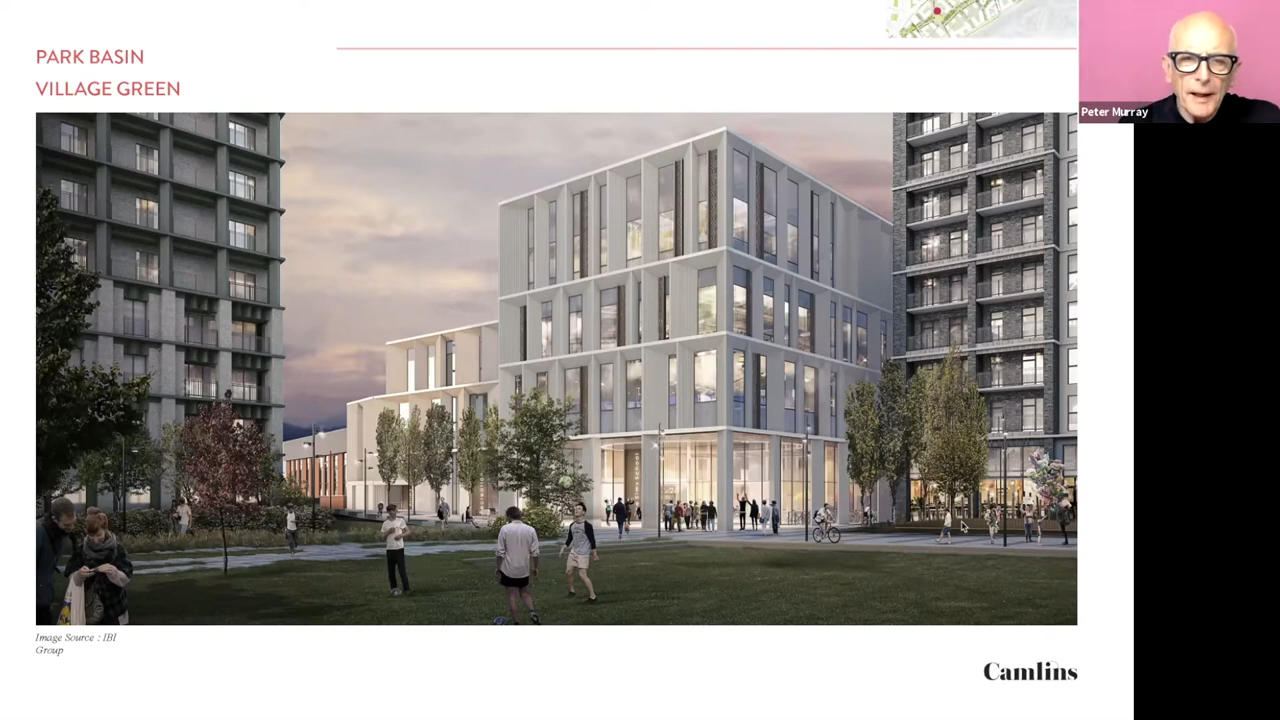 PARK BASIN
VILLAGE GREEN
Peter Murray
Image Source : IBI
Group
Camlins